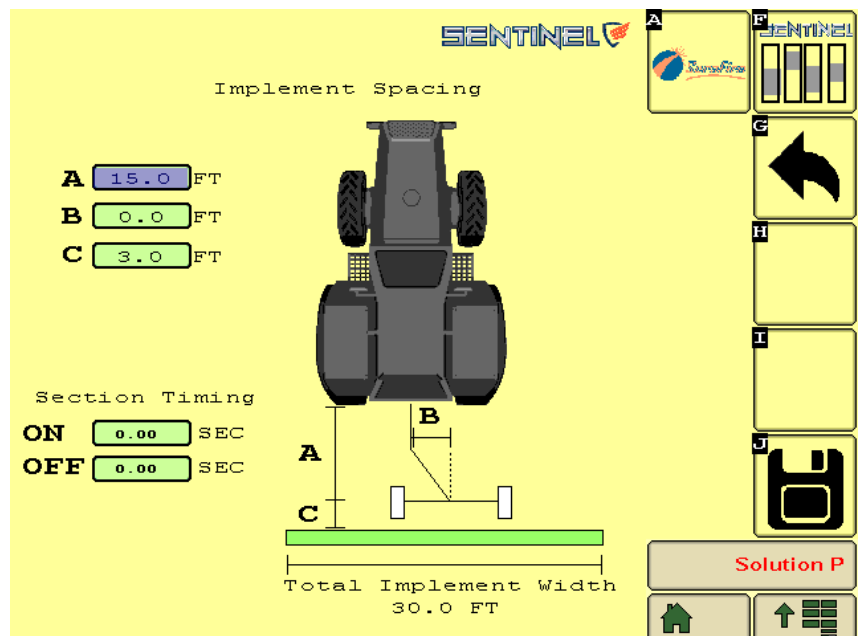 SENTINEL
Implement Spacing
A 15.0 FT
B 0.0 FT
C 3.0 FT
Section Timing
ON 0.00 SEC
OFF 0.00 SEC
B
A
C
Total Implement Width
30.0 FT
A
F
SENTINEL
SureFire
G
H
I
J
Solution P